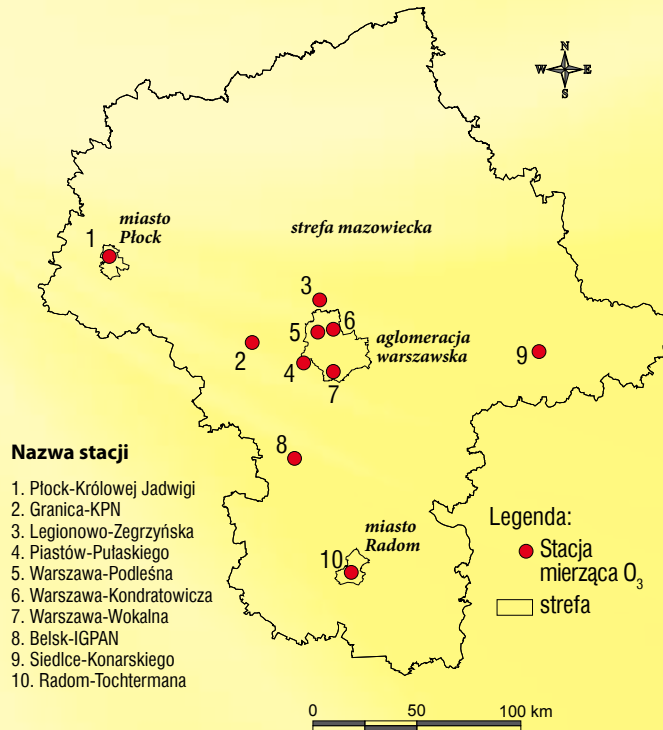 N
W E
S
miasto
Płock
1
strefa mazowiecka
3
5 6
aglomeracja
warszawska
2
4
9
7
8
Nazwa stacji
1. Płock-Królowej Jadwigi
2. Granica-KPN
3. Legionowo-Zegrzyńska
4. Piastów-Pułaskiego
5. Warszawa-Podleśna
6. Warszawa-Kondratowicza
7. Warszawa-Wokalna
8. Belsk-IGPAN
9. Siedlce-Konarskiego
10. Radom-Tochtermana
miasto
Radom
10
Legenda:
Stacja
mierząca O₃
strefa
0 50 100 km